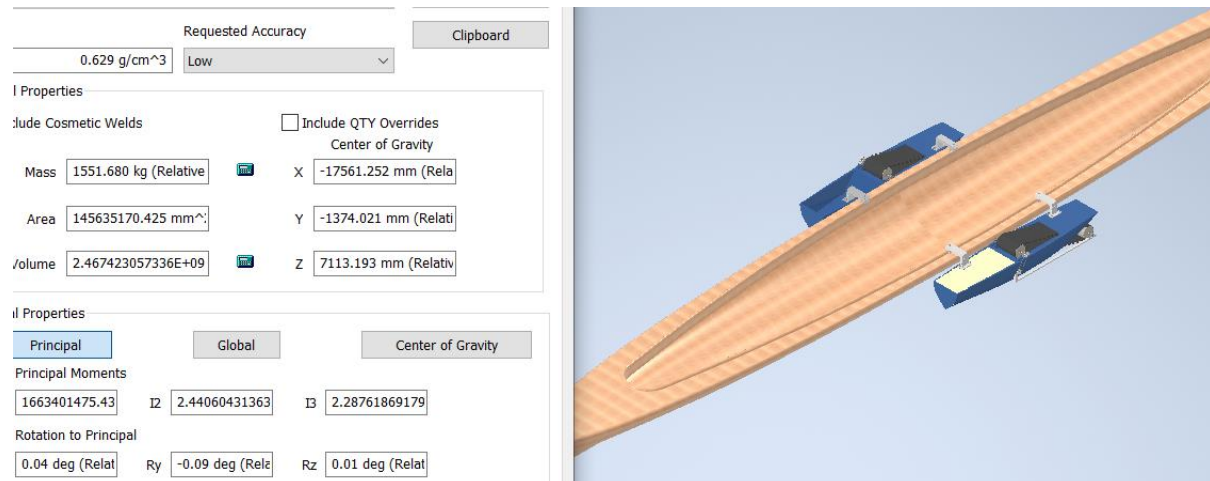 Requested Accuracy
Clipboard
0.629 g/cm^3 Low
l Properties
clude Cosmetic Welds Include QTY Overrides
Center of Gravity
Mass 1551.680 kg (Relative X -17561.252 mm (Rela
Area 145635170.425 mm^ Y -1374.021 mm (Relati
Volume 2.467423057336E+09 Z 7113.193 mm (Relativ
al Properties
Principal Global Center of Gravity
Principal Moments
1663401475.43 I2 2.44060431363 I3 2.28761869179
Rotation to Principal
0.04 deg (Relat Ry -0.09 deg (Rela Rz 0.01 deg (Relat